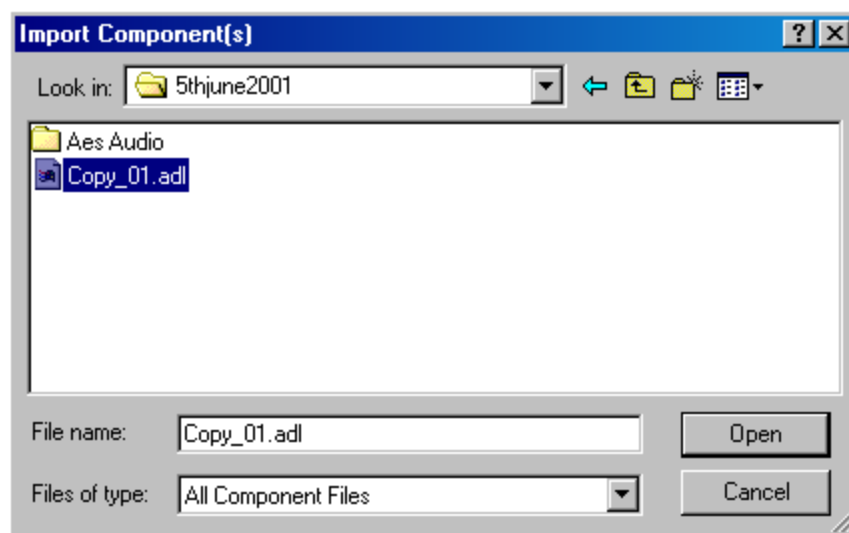 Import Component(s)
Look in: 5thjune2001
Aes Audio
Copy_01.adl
File name: Copy_01.adl Open
Files of type: All Component Files Cancel